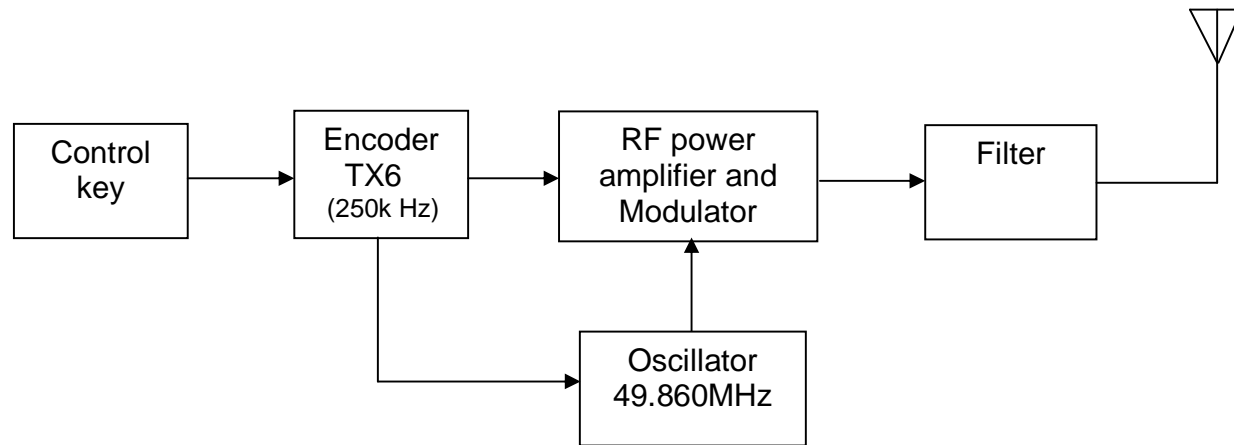 Control
key
Encoder
TX6
(250k Hz)
RF power
amplifier and
Modulator
Filter
Oscillator
49.860MHz